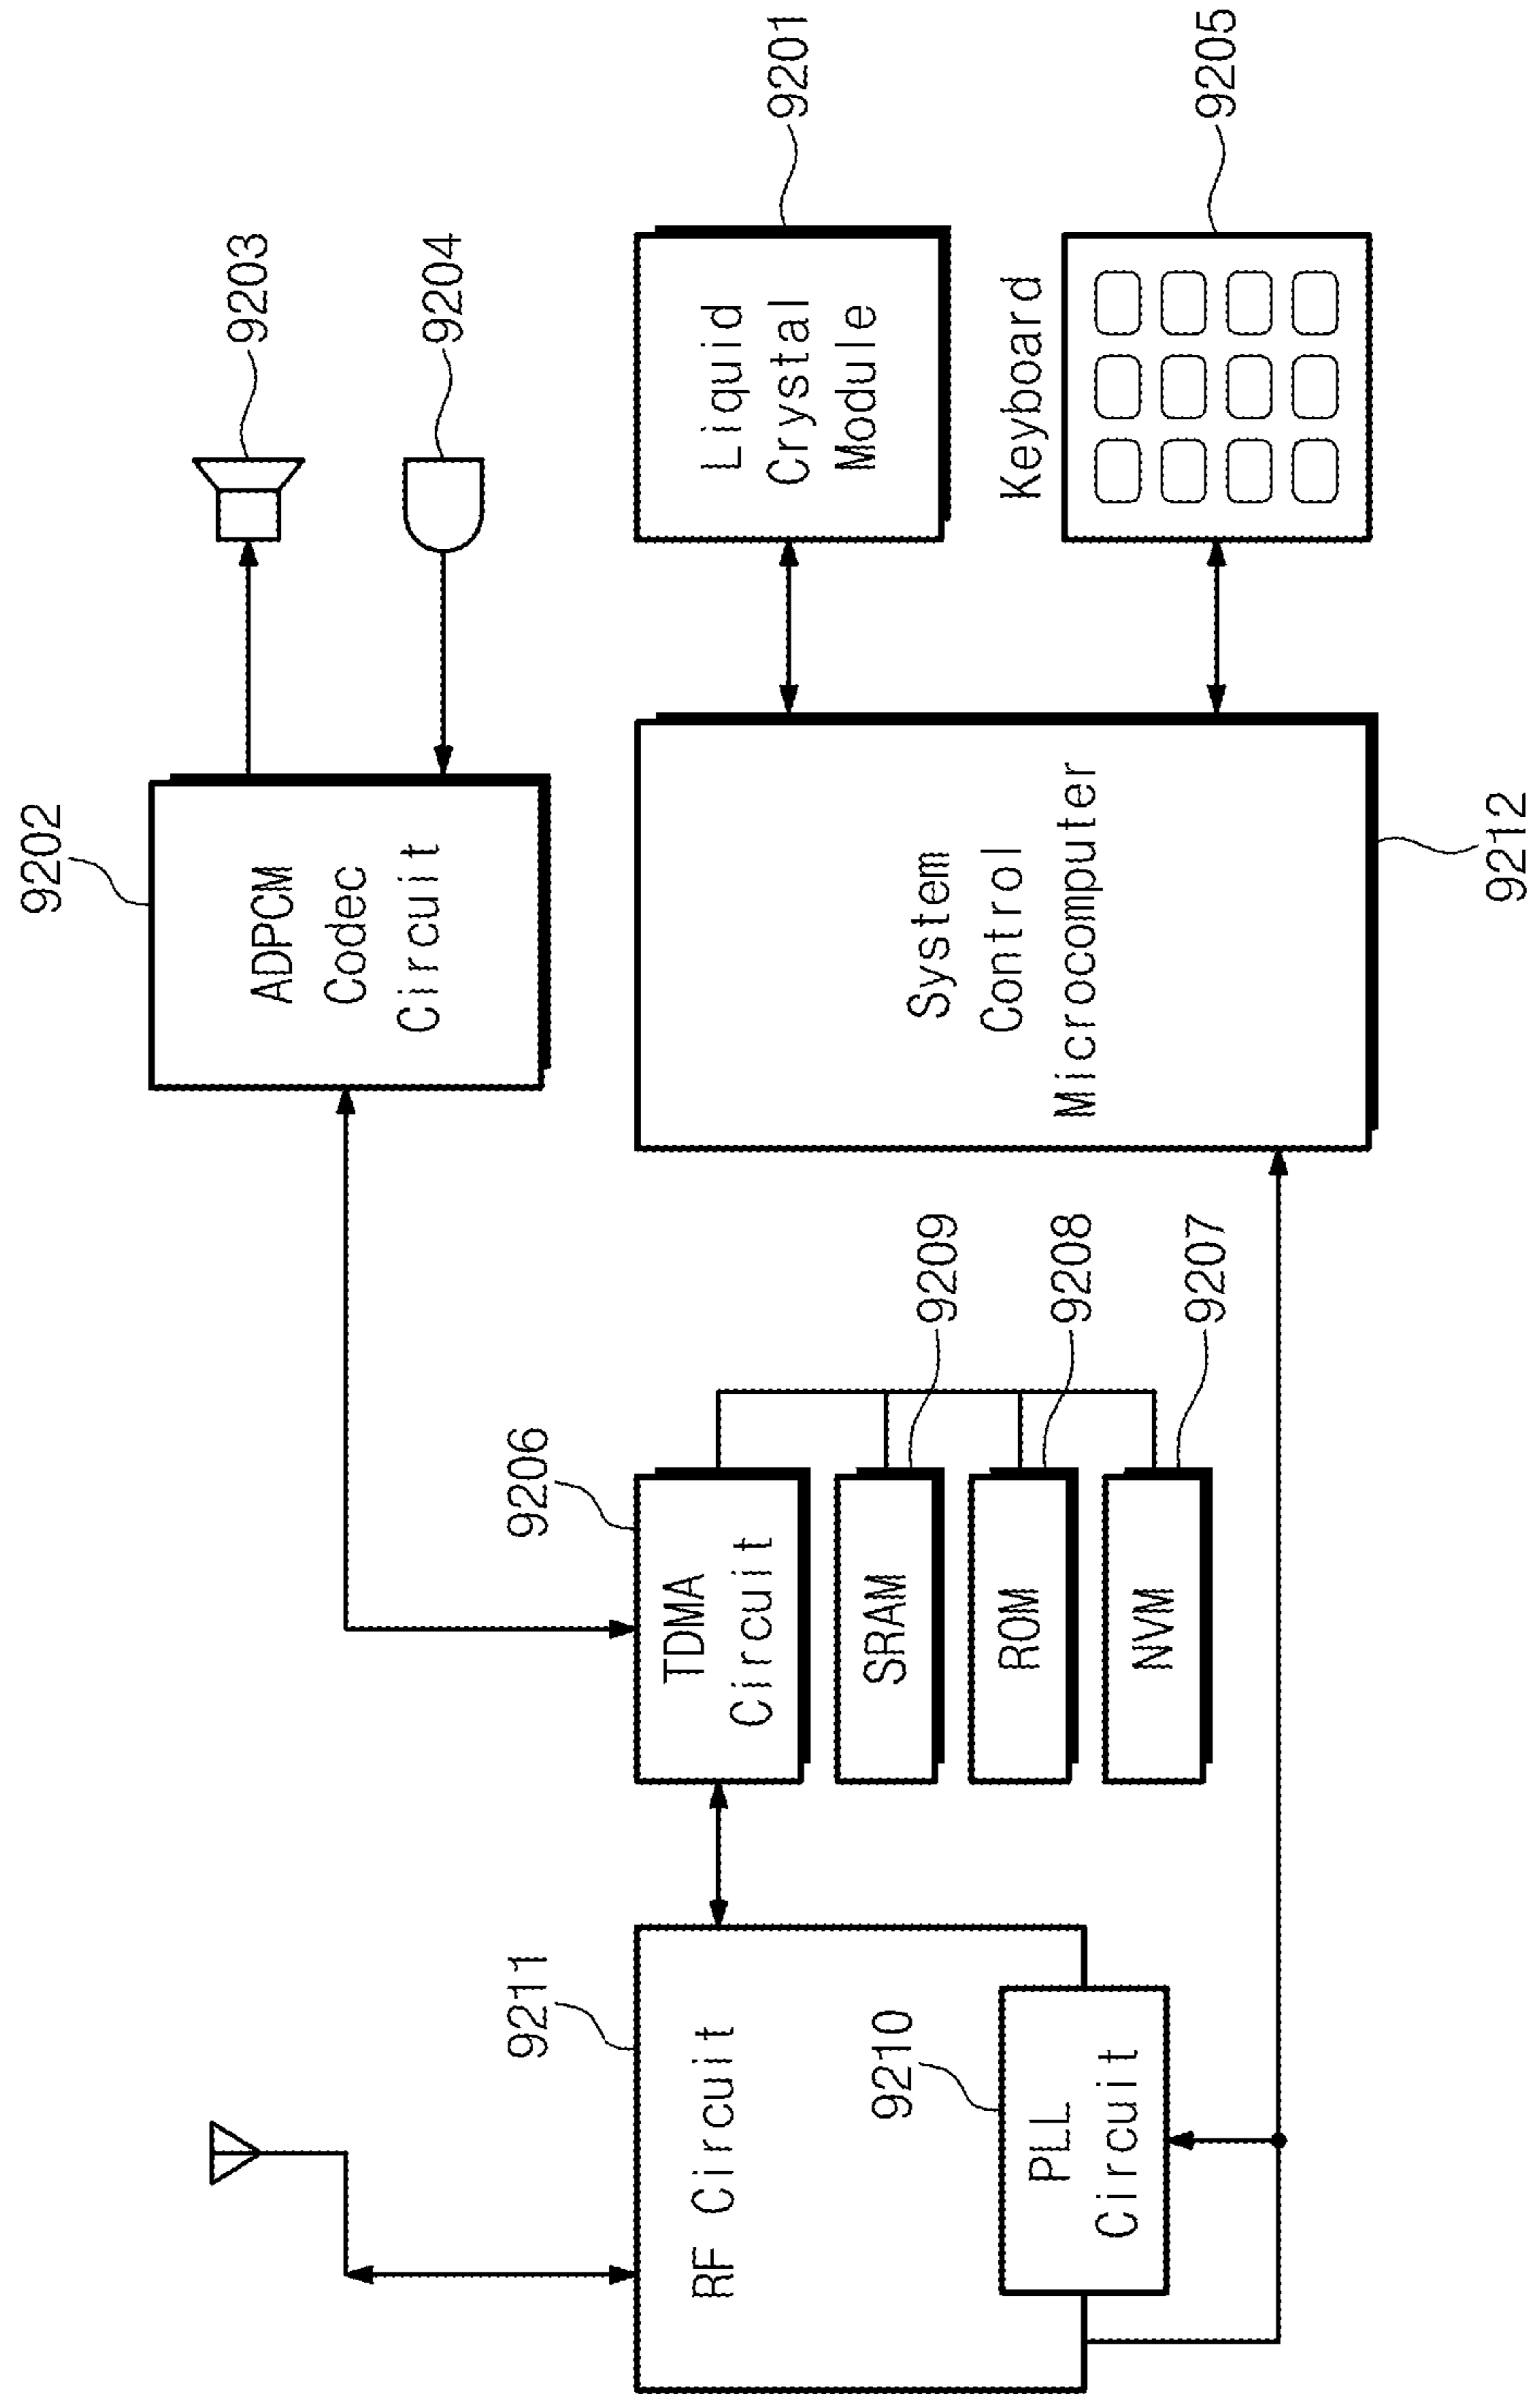 9211
RF Circuit
9210
PLL
Circuit
9206
TDMA
Circuit
SRAM
9209
ROM
9208
NVM
9207
9202
ADPCM
Codec
Circuit
9203
9204
System
Control
Microcomputer
9212
Liquid
Crystal
Module
9201
Keyboard
9205